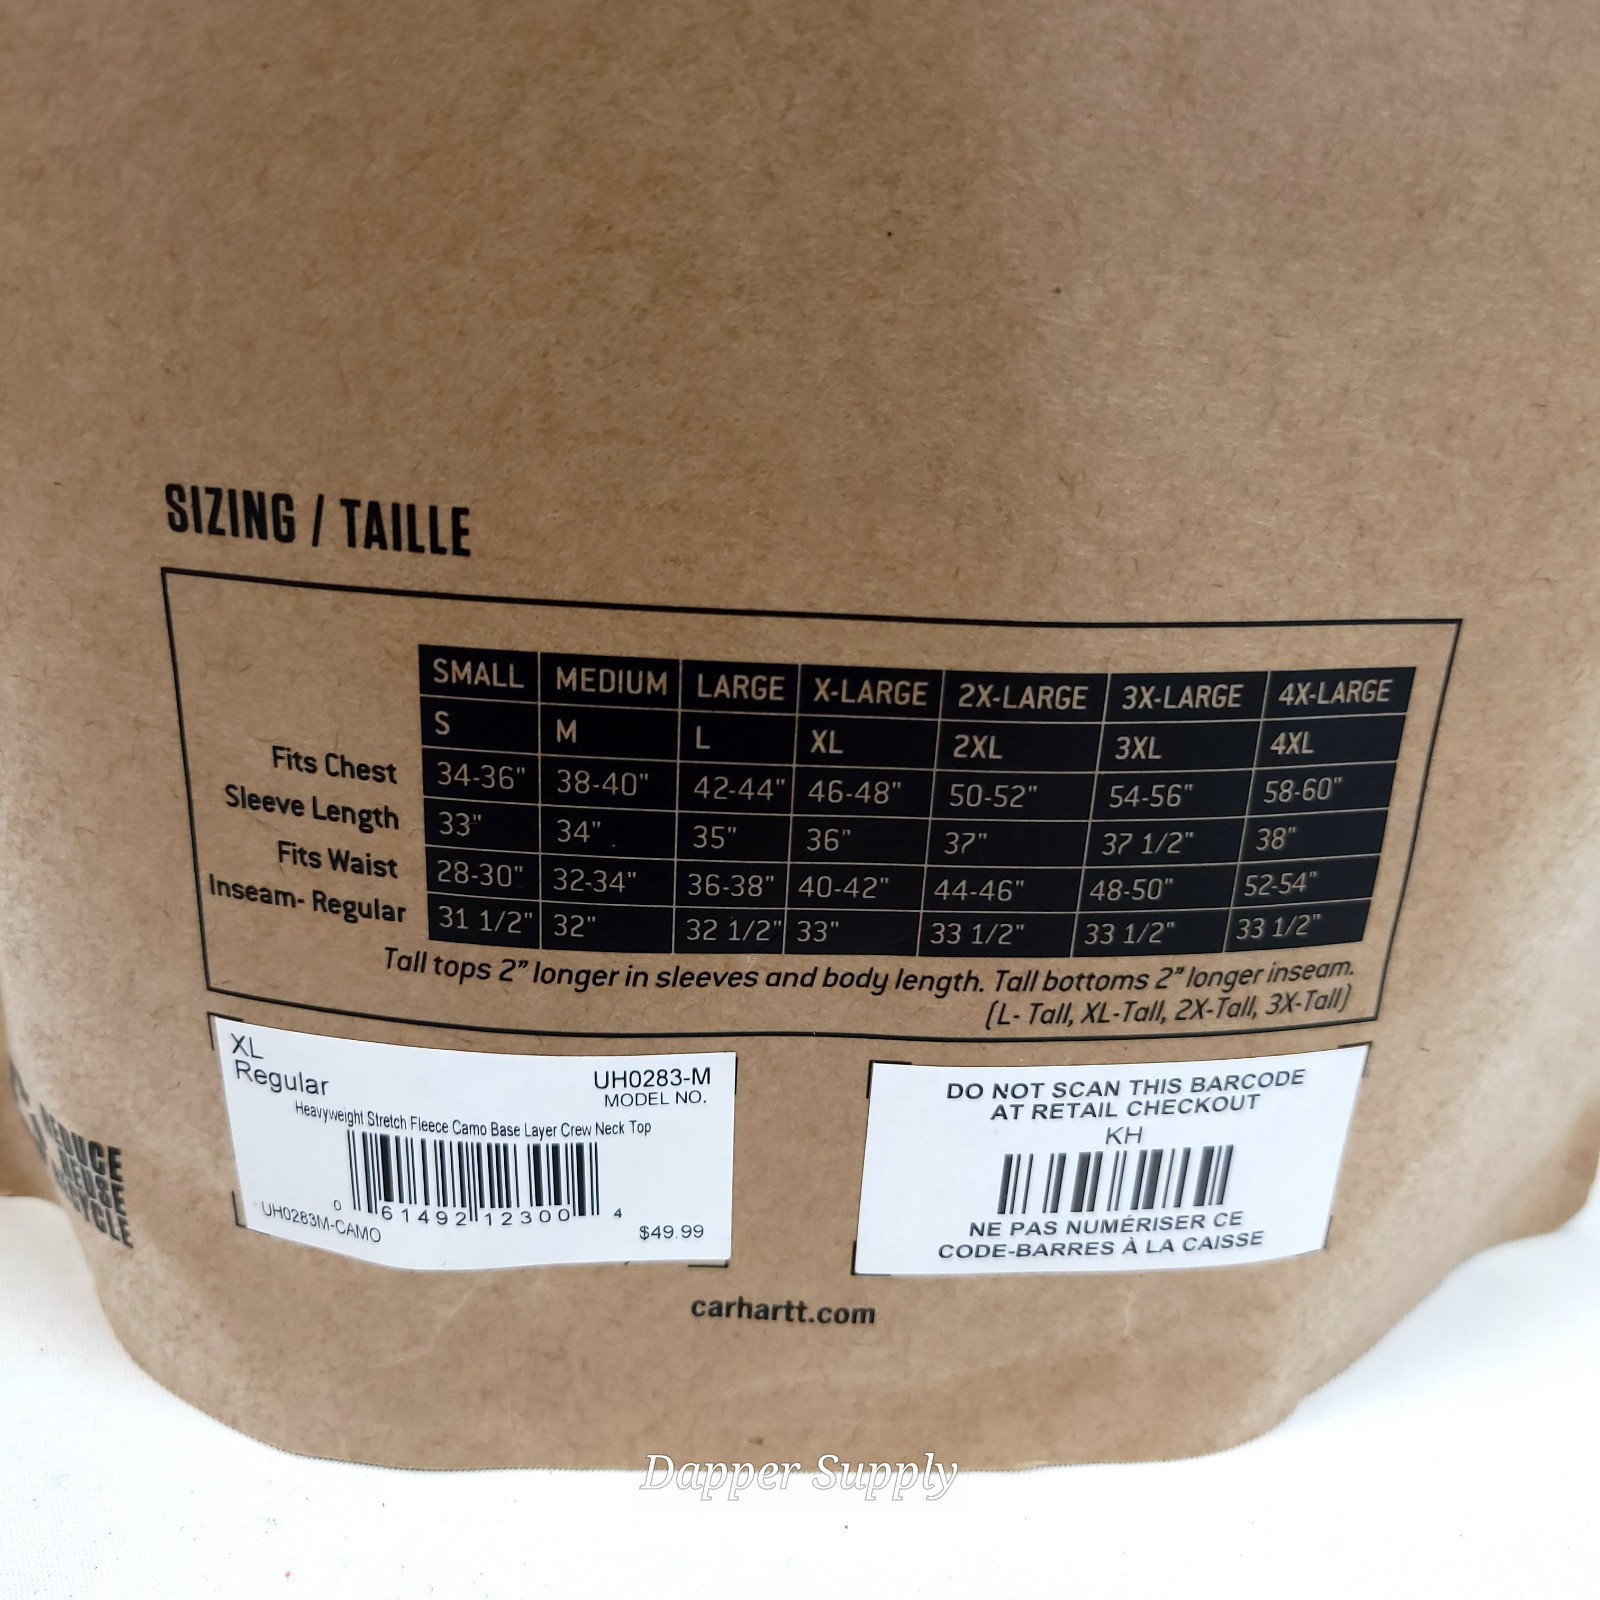 SIZING / TAILLE
SMALL MEDIUM LARGE X-LARGE 2X-LARGE 3X-LARGE 4X-LARGE
S M L XL 2XL 3XL 4XL
Fits Chest 34-36" 38-40" 42-44" 46-48" 50-52" 54-56" 58-60"
Sleeve Length 33" 34" 35" 36" 37" 37 1/2" 38"
Fits Waist 28-30" 32-34" 36-38" 40-42" 44-46" 48-50" 52-54"
Inseam- Regular 31 1/2" 32" 32 1/2" 33" 33 1/2" 33 1/2" 33 1/2"
Tall tops 2" longer in sleeves and body length. Tall bottoms 2" longer inseam.
(L- Tall, XL-Tall, 2X-Tall, 3X-Tall)
XL
Regular
UH0283-M
MODEL NO.
Heavyweight Stretch Fleece Camo Base Layer Crew Neck Top
0 61492 12300 4
UH0283M-CAMO
$49.99
DO NOT SCAN THIS BARCODE
AT RETAIL CHECKOUT
KH
NE PAS NUMÉRISER CE
CODE-BARRES À LA CAISSE
REDUCE
REUSE
RECYCLE
carhartt.com
Dapper Supply